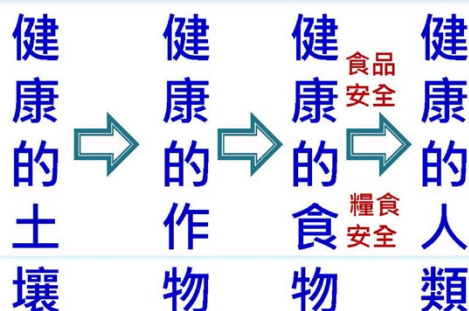 健康的土壤
健康的作物
健康的食物
食品
安全
糧食
安全
健康的人類